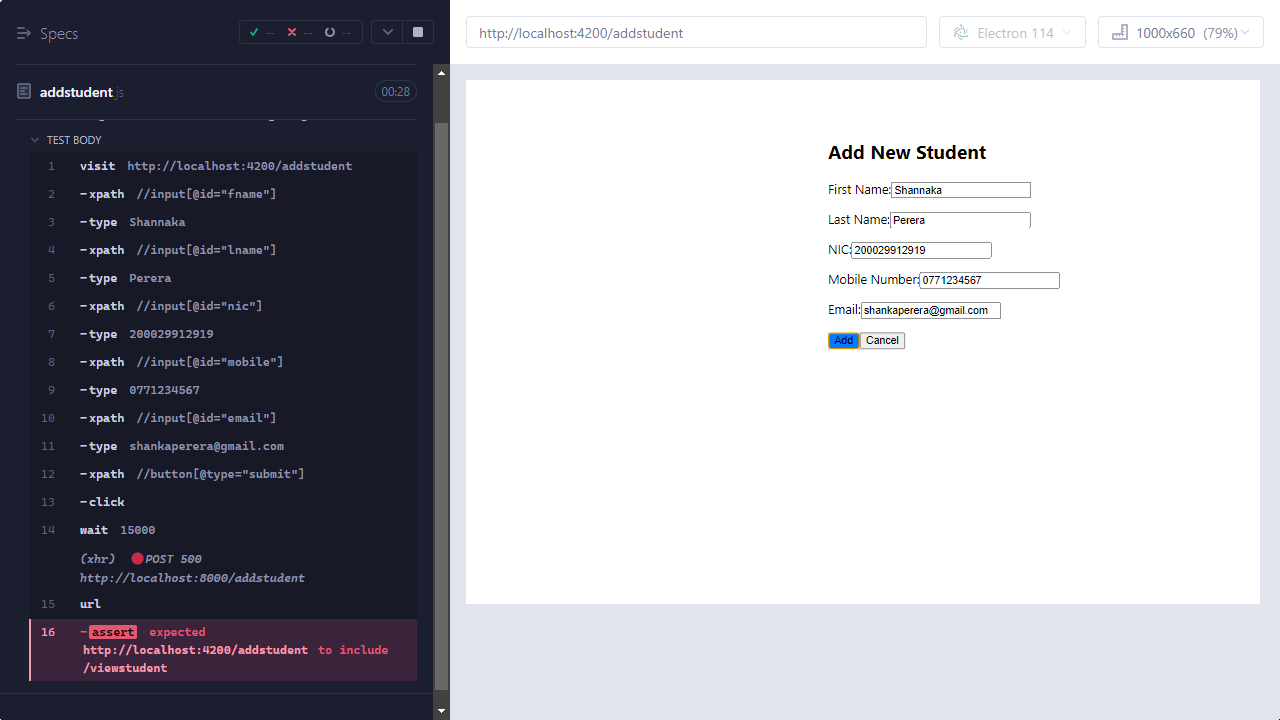 Specs
-- -- --
addstudent.js
00:28
TEST BODY
1 visit http://localhost:4200/addstudent
2 -xpath //input[@id="fname"]
3 -type Shannaka
4 -xpath //input[@id="lname"]
5 -type Perera
6 -xpath //input[@id="nic"]
7 -type 200029912919
8 -xpath //input[@id="mobile"]
9 -type 0771234567
10 -xpath //input[@id="email"]
11 -type shankaperera@gmail.com
12 -xpath //button[@type="submit"]
13 -click
14 wait 15000
(xhr) POST 500
http://localhost:8000/addstudent
15 url
16 -assert expected
http://localhost:4200/addstudent to include
/viewstudent
http://localhost:4200/addstudent
Electron 114
1000x660 (79%)
Add New Student
First Name: Shannaka
Last Name: Perera
NIC: 200029912919
Mobile Number: 0771234567
Email: shankaperera@gmail.com
Add Cancel